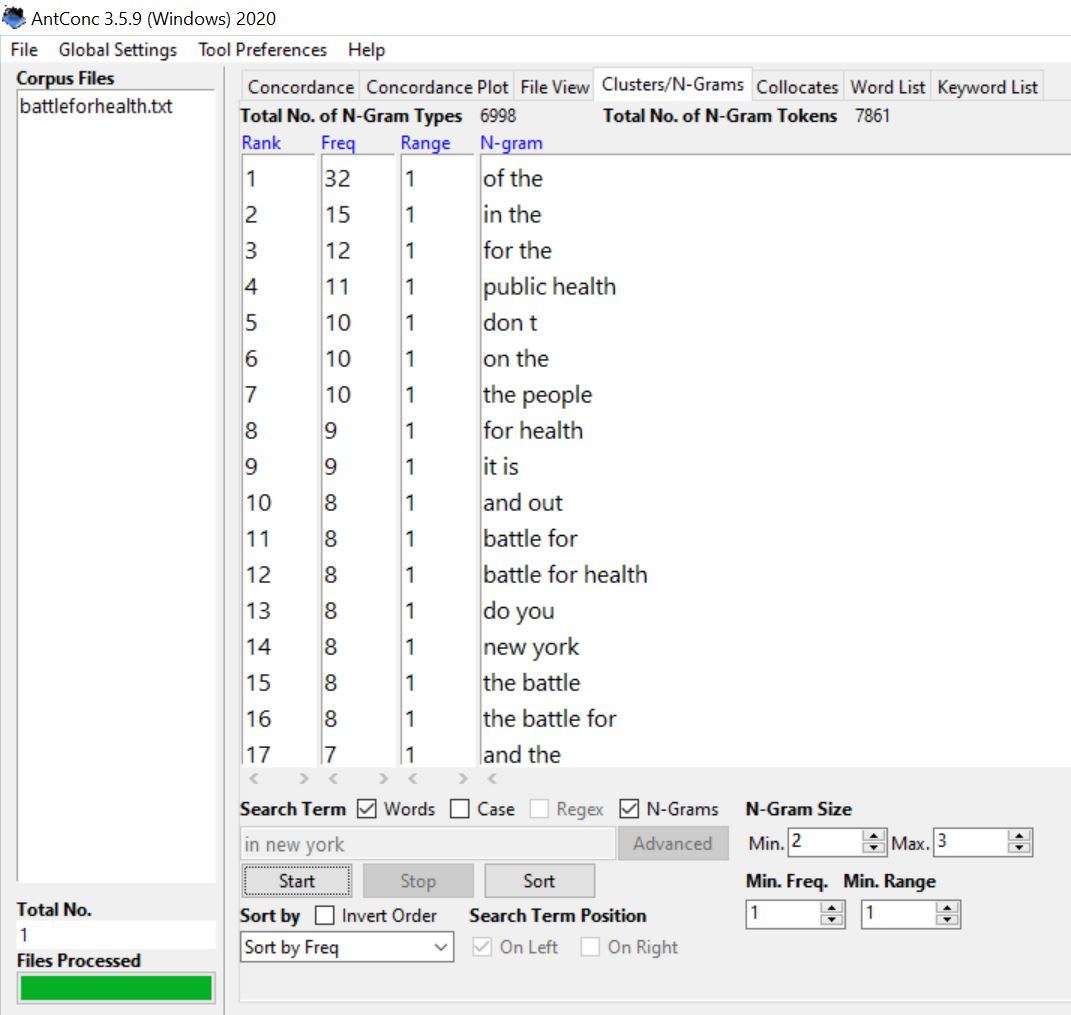 AntConc 3.5.9 (Windows) 2020
File Global Settings Tool Preferences Help
Corpus Files
battleforhealth.txt
Concordance Concordance Plot File View Clusters/N-Grams Collocates Word List Keyword List
Total No. of N-Gram Types 6998 Total No. of N-Gram Tokens 7861
Rank Freq Range N-gram
1 32 1 of the
2 15 1 in the
3 12 1 for the
4 11 1 public health
5 10 1 don t
6 10 1 on the
7 10 1 the people
8 9 1 for health
9 9 1 it is
10 8 1 and out
11 8 1 battle for
12 8 1 battle for health
13 8 1 do you
14 8 1 new york
15 8 1 the battle
16 8 1 the battle for
17 7 1 and the
Search Term Words Case Regex N-Grams N-Gram Size
in new york Advanced Min. 2 Max. 3
Start Stop Sort Min. Freq. Min. Range
Sort by Invert Order Search Term Position 1 1
Sort by Freq On Left On Right
Total No.
1
Files Processed